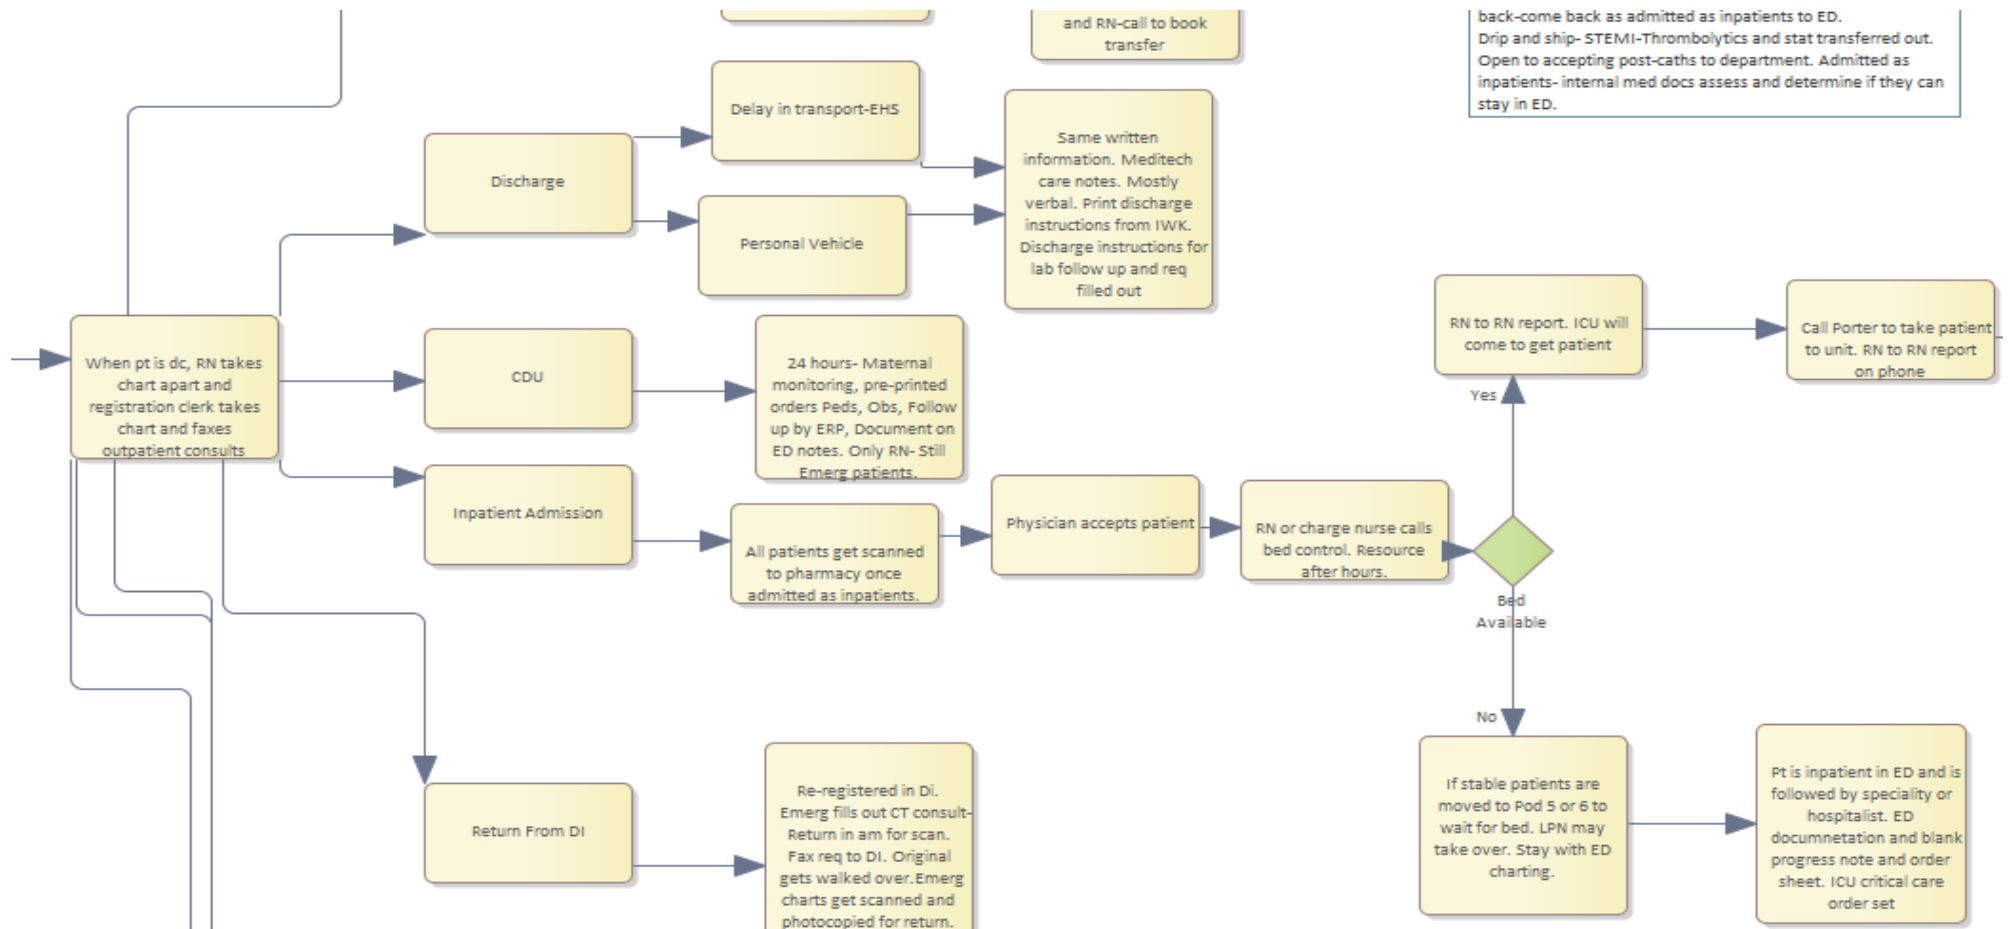 and RN-call to book
transfer
back-come back as admitted as inpatients to ED.
Drip and ship- STEMI-Thrombolytics and stat transferred out.
Open to accepting post-caths to department. Admitted as
inpatients- internal med docs assess and determine if they can
stay in ED.
Delay in transport-EHS
Discharge
Personal Vehicle
Same written
information. Meditech
care notes. Mostly
verbal. Print discharge
instructions from IWK.
Discharge instructions for
lab follow up and req
filled out
When pt is dc, RN takes
chart apart and
registration clerk takes
chart and faxes
outpatient consults
CDU
24 hours- Maternal
monitoring, pre-printed
orders Peds, Obs, Follow
up by ERP, Document on
ED notes. Only RN- Still
Emerg patients.
Inpatient Admission
All patients get scanned
to pharmacy once
admitted as inpatients.
Physician accepts patient
RN or charge nurse calls
bed control. Resource
after hours.
Bed
Available
Yes
RN to RN report. ICU will
come to get patient
Call Porter to take patient
to unit. RN to RN report
on phone
No
If stable patients are
moved to Pod 5 or 6 to
wait for bed. LPN may
take over. Stay with ED
charting.
Pt is inpatient in ED and is
followed by speciality or
hospitalist. ED
documnetation and blank
progress note and order
sheet. ICU critical care
order set
Return From DI
Re-registered in Di.
Emerg fills out CT consult-
Return in am for scan.
Fax req to DI. Original
gets walked over.Emerg
charts get scanned and
photocopied for return.